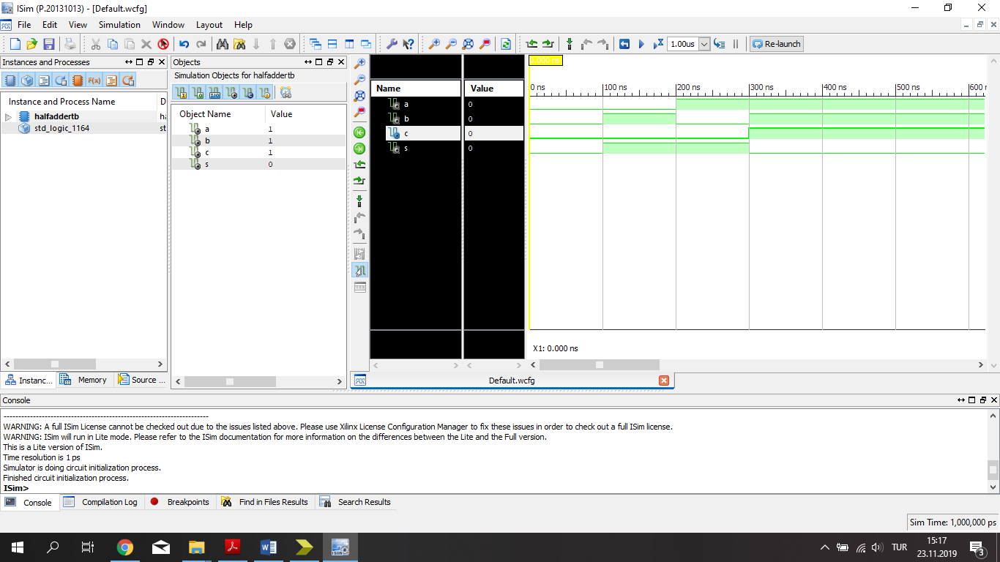 ISim (P.20131013) - [Default.wcfg]
File Edit View Simulation Window Layout Help
1.00us
Re-launch
Instances and Processes
Instance and Process Name D
halfaddertb ha
std_logic_1164 st
Instanc... Memory Source ...
Objects
Simulation Objects for halfaddertb
Object Name Value
a 1
b 1
c 1
s 0
Name Value
a 0
b 0
c 0
s 0
0.000 ns
0 ns 100 ns 200 ns 300 ns 400 ns 500 ns 600 n
X1: 0.000 ns
Default.wcfg
Console
WARNING: A full ISim License cannot be checked out due to the issues listed above. Please use Xilinx License Configuration Manager to fix these issues in order to check out a full ISim license.
WARNING: ISim will run in Lite mode. Please refer to the ISim documentation for more information on the differences between the Lite and the Full version.
This is a Lite version of ISim.
Time resolution is 1 ps
Simulator is doing circuit initialization process.
Finished circuit initialization process.
ISim>
Console Compilation Log Breakpoints Find in Files Results Search Results
Sim Time: 1,000,000 ps
TUR
15:17
23.11.2019
3